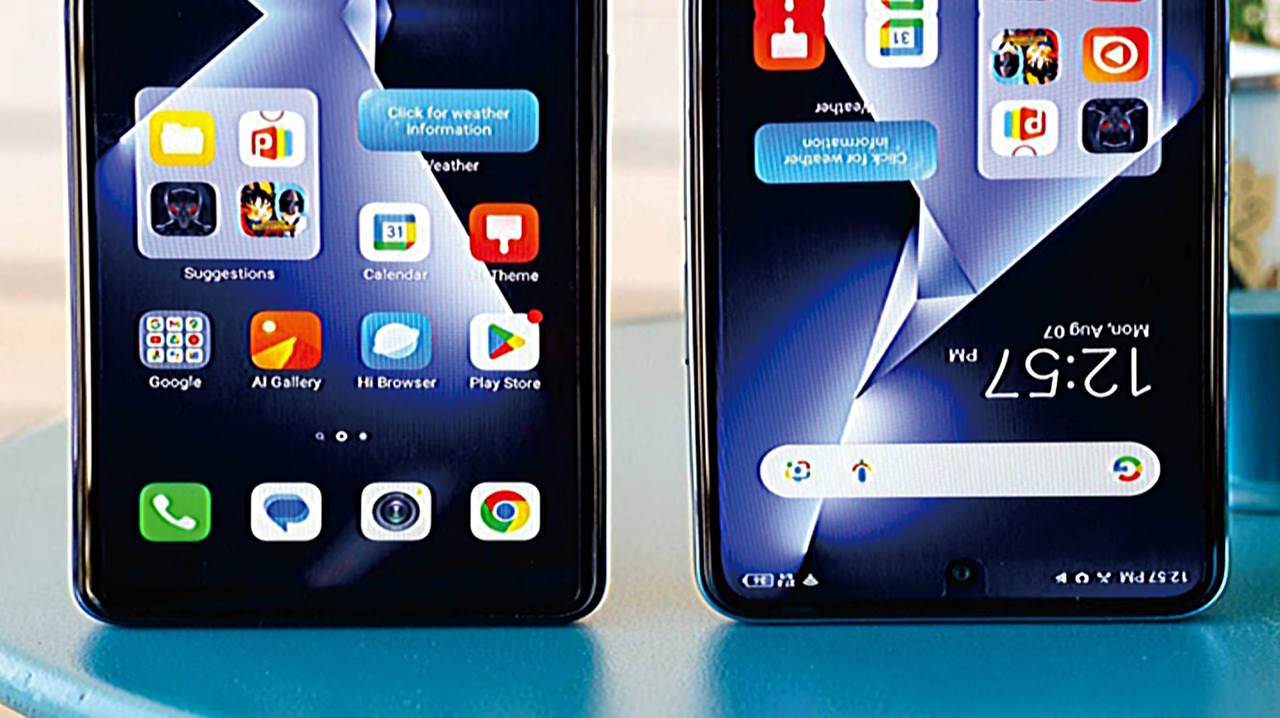 Click for weather
Information
Weather
31
Suggestions
Calendar
Theme
Google
AI Gallery
Hi Browser
Play Store
31
Weather
Click for weather
Information
Mon, Aug 07
12:57 PM
12:57 PM